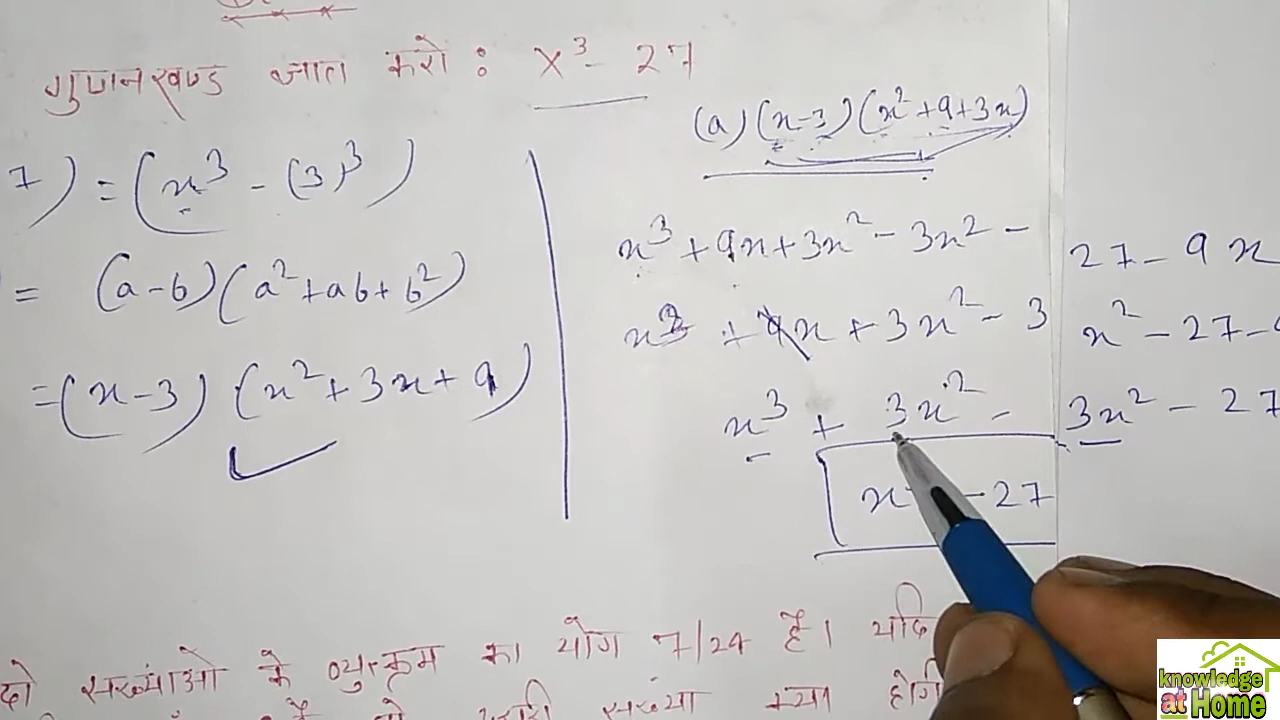 गुणनखण्ड ज्ञात करो : x³ - 27
(a) (x-3) (x²+9+3x)
7) = (x³ - (3)³)
= (a-b) (a²+ab+b²)
= (x-3) (x²+3x+9)
x³ + 9x + 3x² - 3x² - 27 - 9x
x³ + 9x + 3x² - 3x² - 27 -
x³ + 3x² - 3x² - 27
x - 27
दो संख्याओ के व्युत्क्रम का योग 7/24 है। यदि
संख्या क्या होगी
knowledge
at Home